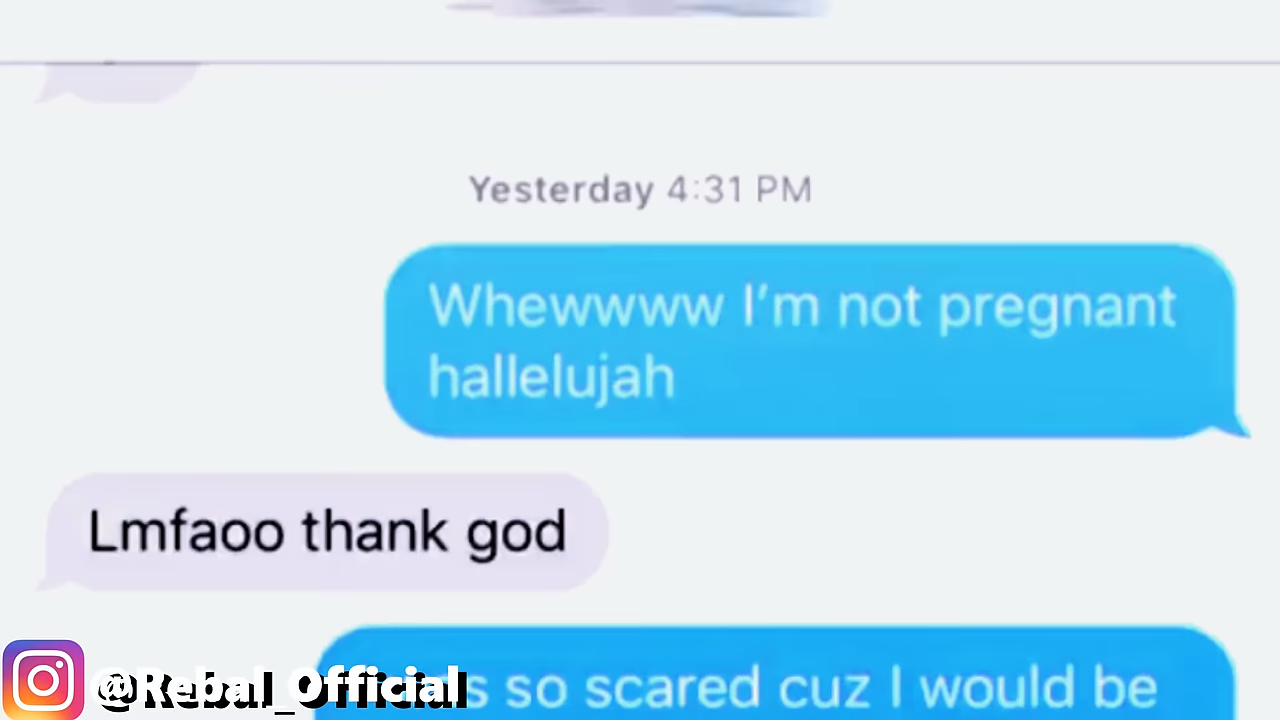 Yesterday 4:31 PM
Whewwww I'm not pregnant
hallelujah
Lmfaoo thank god
so scared cuz I would be
@Rebal_Official